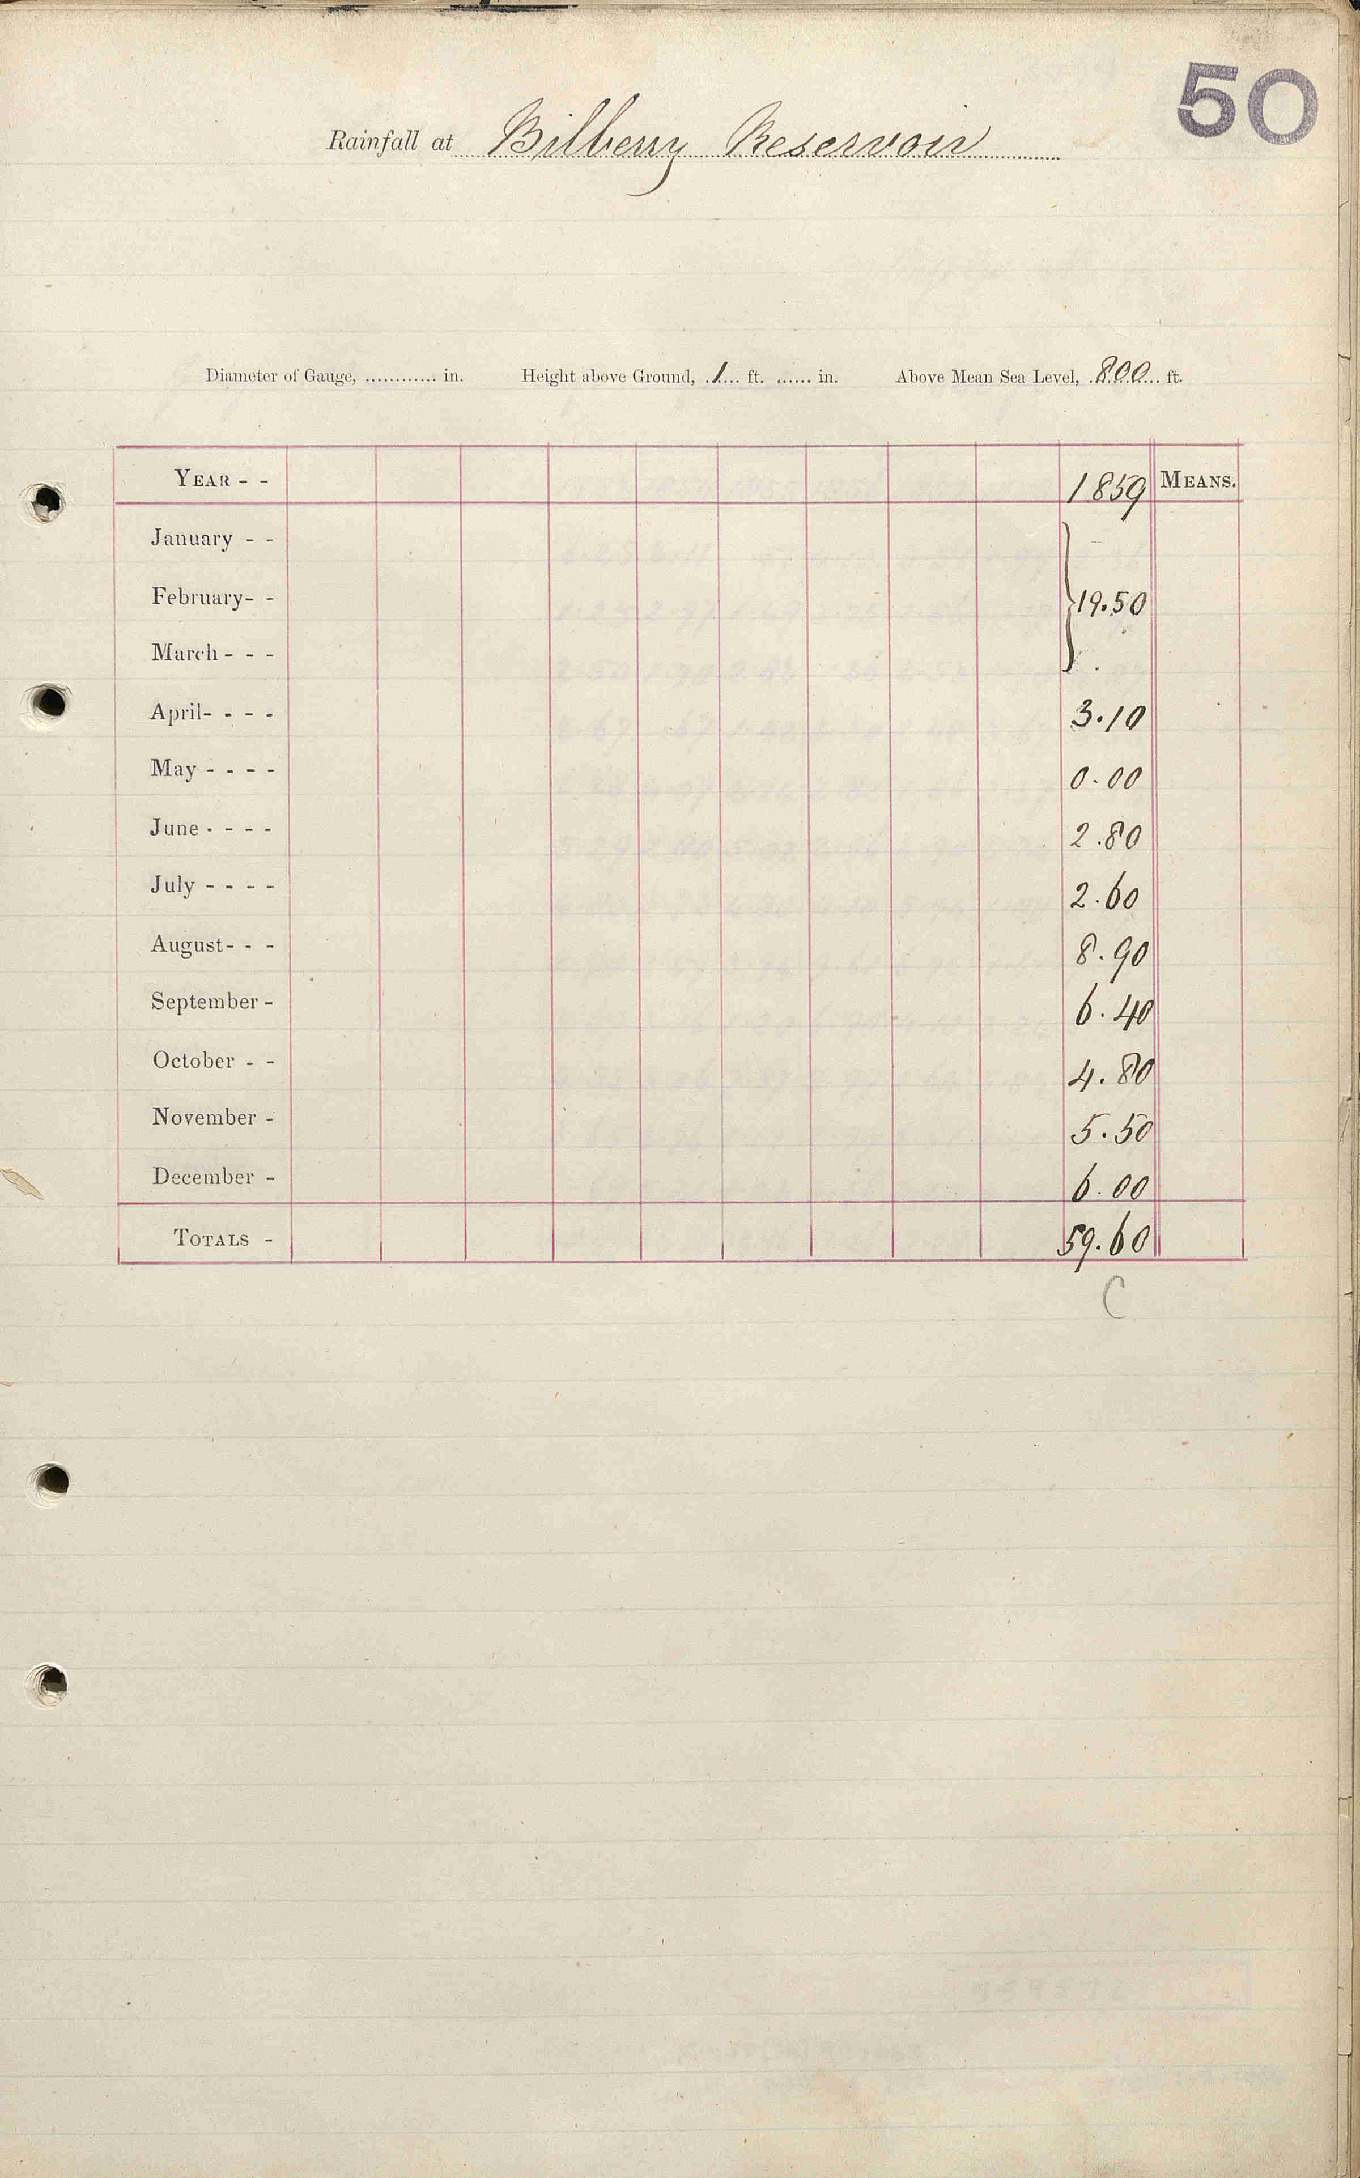 50
Rainfall at Bilberry Reservoir
Diameter of Gauge, ............ in. Height above Ground, 1 ft. ...... in. Above Mean Sea Level, 800 ft.
YEAR - - 1859 MEANS.
January - -
February- - 19.50
March - - -
April- - - - 3.10
May - - - - 0.00
June - - - - 2.80
July - - - - 2.60
August- - - 8.90
September - 6.40
October - - 4.80
November - 5.50
December - 6.00
TOTALS - 59.60
C